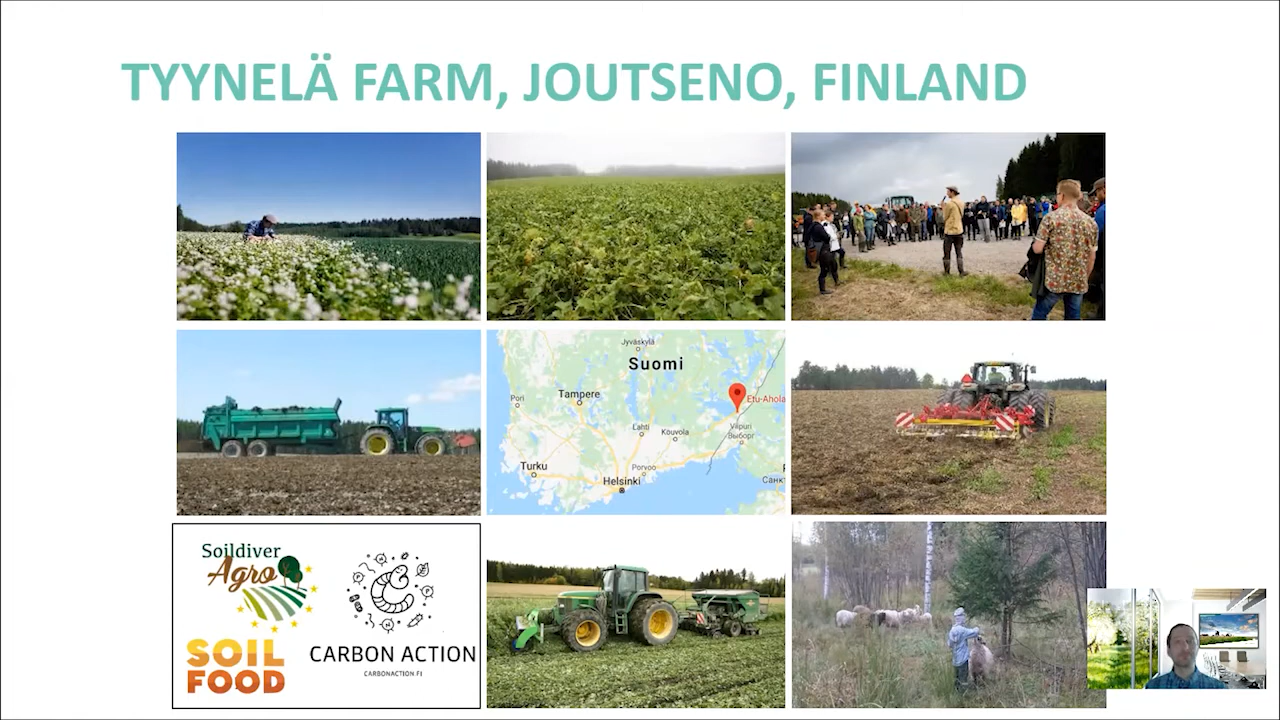 TYYNELÄ FARM, JOUTSENO, FINLAND
Jyväskylä
Suomi
Pori
Tampere
Etu-Ahola
Lahti
Kouvola
Viipuri
Выборг
Turku
Porvoo
Helsinki
Санкт
Soildiver
Agro
SOIL
FOOD
CARBON ACTION
CARBONACTION.FI